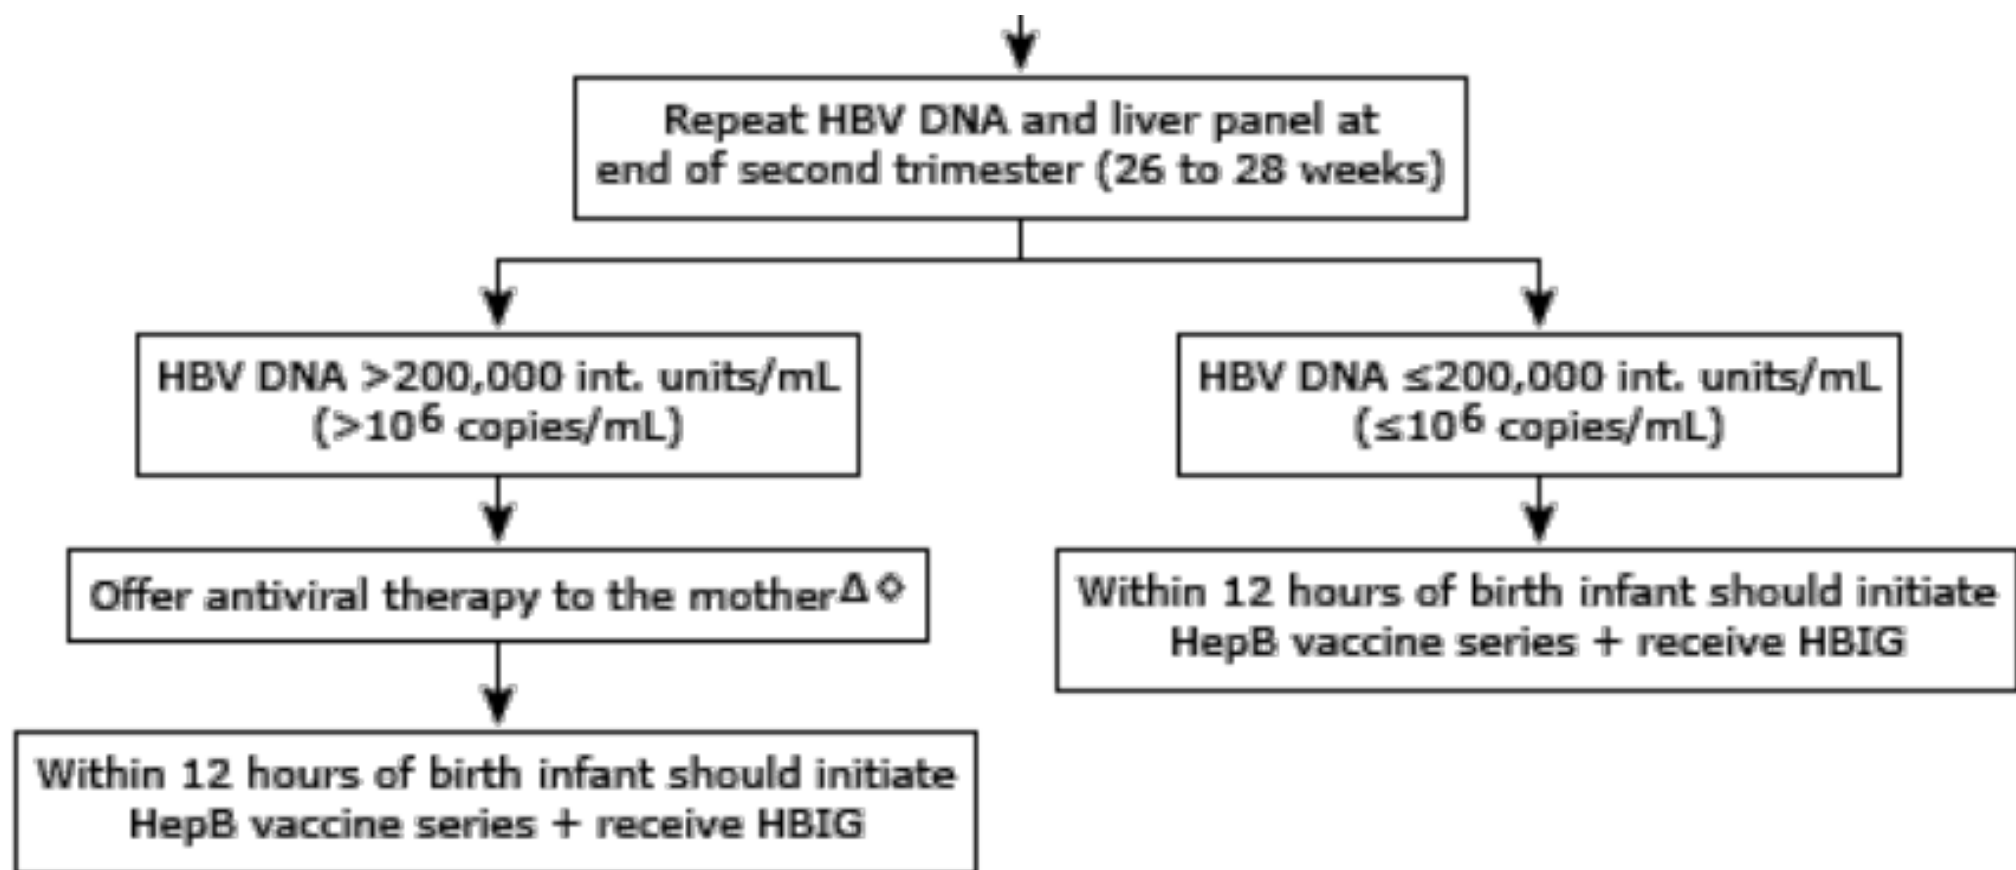 Repeat HBV DNA and liver panel at
end of second trimester (26 to 28 weeks)
HBV DNA >200,000 int. units/mL
(>10⁶ copies/mL)
Offer antiviral therapy to the mother Δ ◇
Within 12 hours of birth infant should initiate
HepB vaccine series + receive HBIG
HBV DNA ≤200,000 int. units/mL
(≤10⁶ copies/mL)
Within 12 hours of birth infant should initiate
HepB vaccine series + receive HBIG